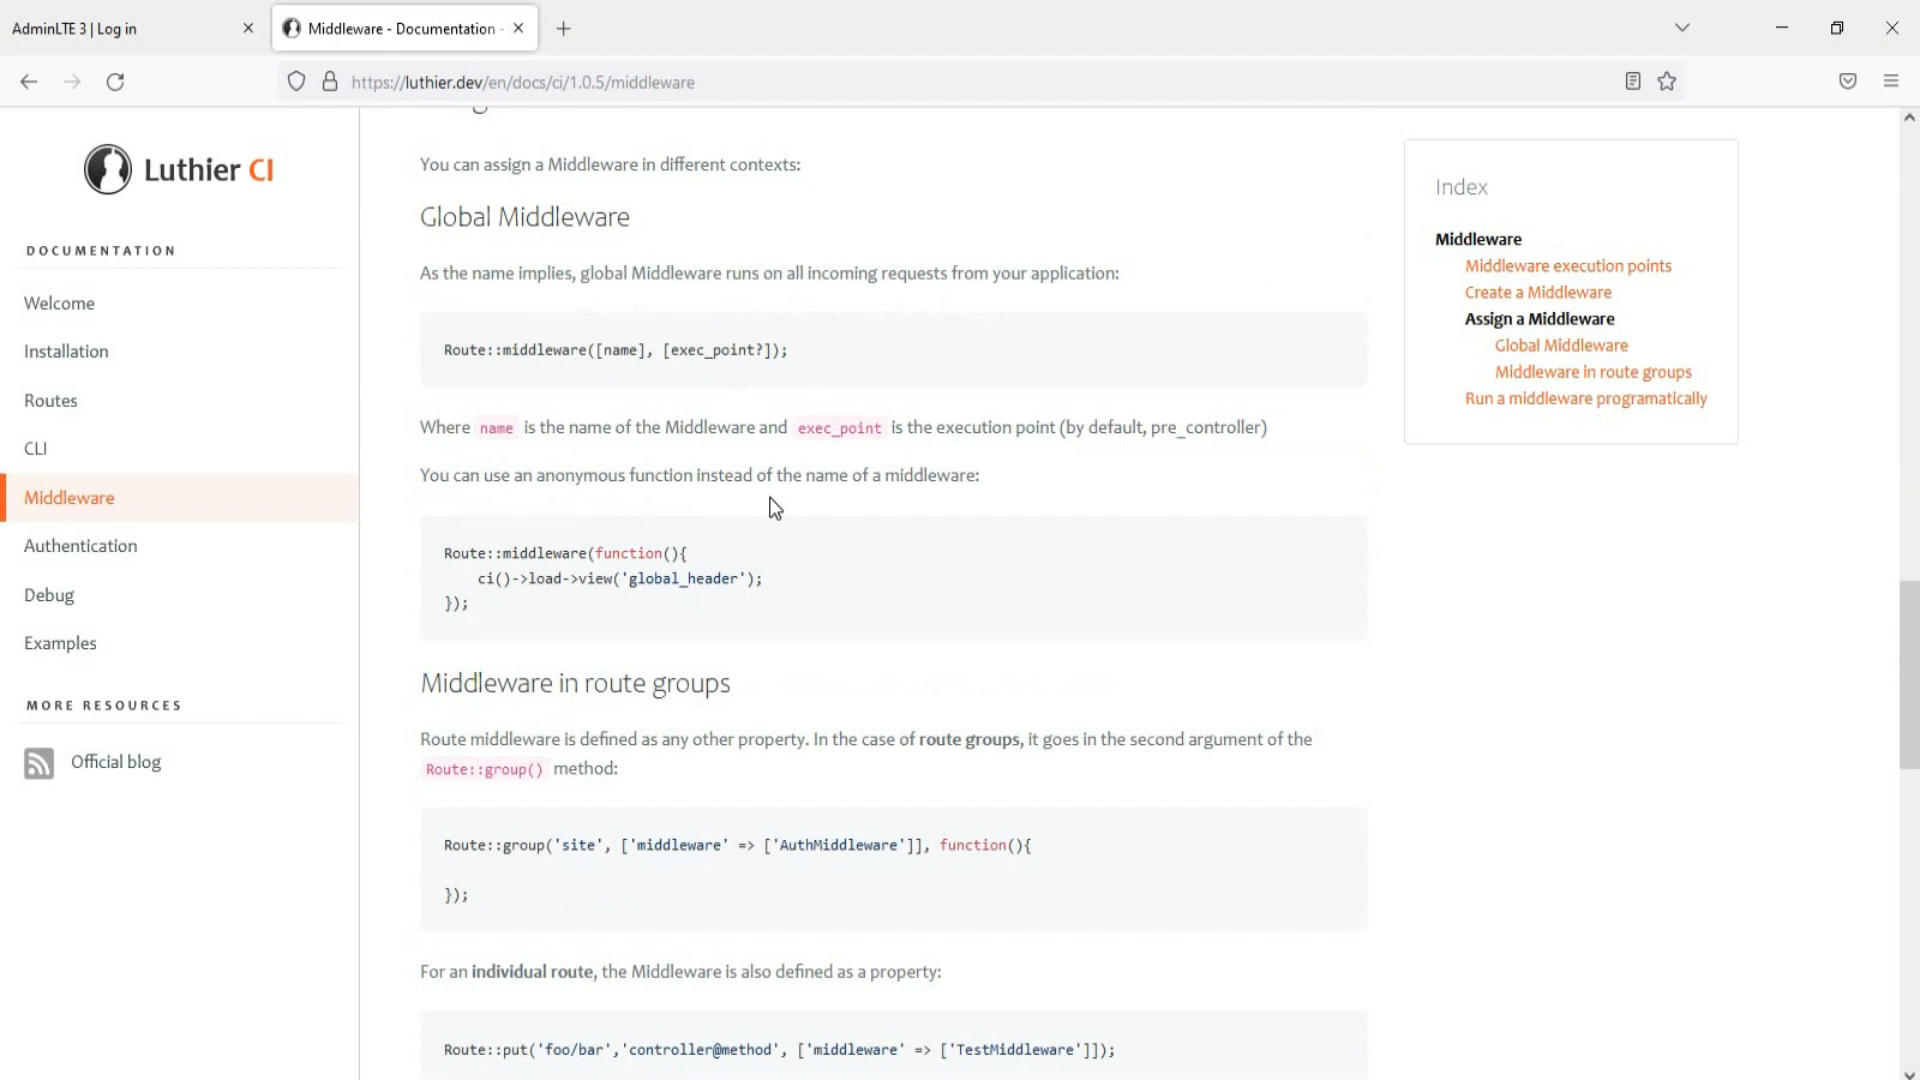 AdminLTE 3 | Log in
Middleware - Documentation -
https://luthier.dev/en/docs/ci/1.0.5/middleware
Luthier CI
DOCUMENTATION
Welcome
Installation
Routes
CLI
Middleware
Authentication
Debug
Examples
MORE RESOURCES
Official blog
You can assign a Middleware in different contexts:
Global Middleware
As the name implies, global Middleware runs on all incoming requests from your application:
Route::middleware([name], [exec_point?]);
Where name is the name of the Middleware and exec_point is the execution point (by default, pre_controller)
You can use an anonymous function instead of the name of a middleware:
Route::middleware(function(){
ci()->load->view('global_header');
});
Middleware in route groups
Route middleware is defined as any other property. In the case of route groups, it goes in the second argument of the
Route::group() method:
Route::group('site', ['middleware' => ['AuthMiddleware']], function(){
});
For an individual route, the Middleware is also defined as a property:
Route::put('foo/bar','controller@method', ['middleware' => ['TestMiddleware']]);
Index
Middleware
Middleware execution points
Create a Middleware
Assign a Middleware
Global Middleware
Middleware in route groups
Run a middleware programatically